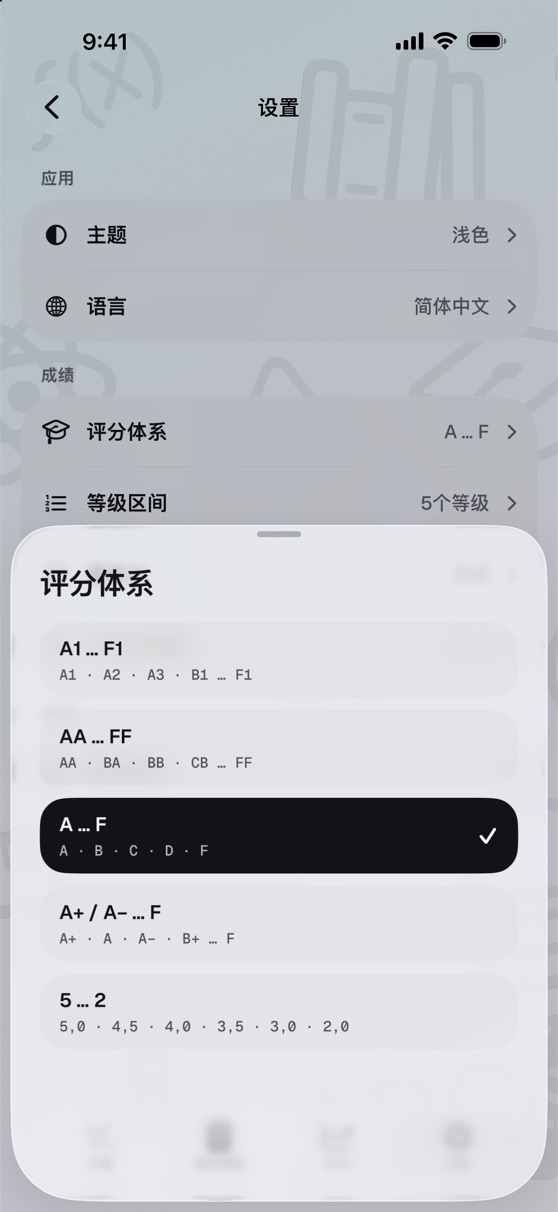 9:41
设置
应用
主题
浅色
语言
简体中文
成绩
评分体系
A ... F
等级区间
5个等级
评分体系
A1 ... F1
A1 · A2 · A3 · B1 … F1
AA ... FF
AA · BA · BB · CB … FF
A ... F
A · B · C · D · F
A+ / A− ... F
A+ · A · A− · B+ … F
5 ... 2
5,0 · 4,5 · 4,0 · 3,5 · 3,0 · 2,0